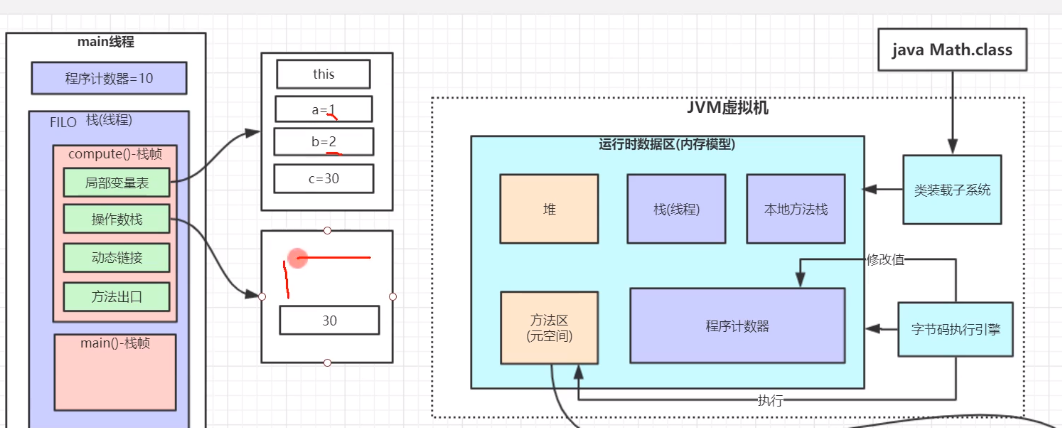 main线程
程序计数器=10
FILO 栈(线程)
compute()-栈帧
局部变量表
操作数栈
动态链接
方法出口
main()-栈帧
this
a=1
b=2
c=30
30
java Math.class
JVM虚拟机
运行时数据区(内存模型)
堆
栈(线程)
本地方法栈
类装载子系统
修改值
方法区
(元空间)
程序计数器
字节码执行引擎
执行